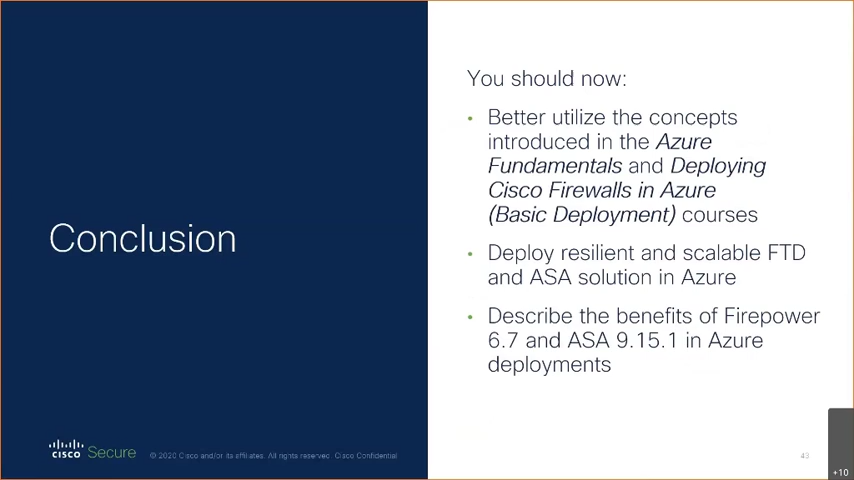 Conclusion
You should now:
• Better utilize the concepts
introduced in the Azure
Fundamentals and Deploying
Cisco Firewalls in Azure
(Basic Deployment) courses
• Deploy resilient and scalable FTD
and ASA solution in Azure
• Describe the benefits of Firepower
6.7 and ASA 9.15.1 in Azure
deployments
CISCO Secure © 2020 Cisco and/or its affiliates. All rights reserved. Cisco Confidential
43
+10